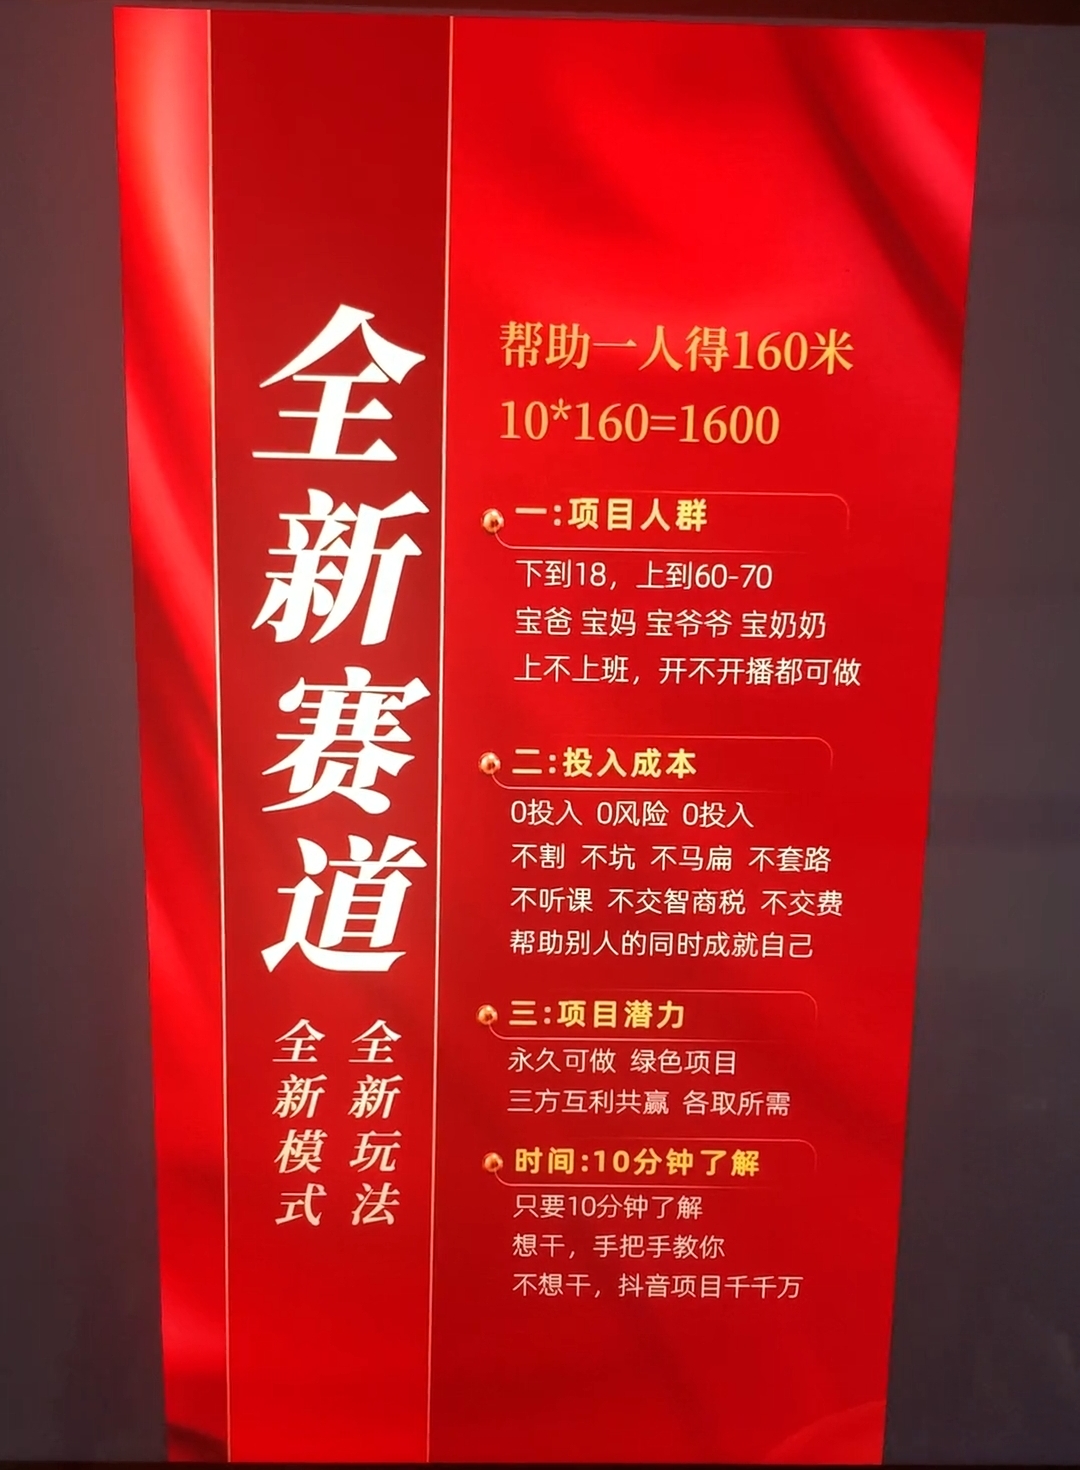 全新赛道
全新玩法
全新模式
帮助一人得160米
10*160=1600
一:项目人群
下到18，上到60-70
宝爸 宝妈 宝爷爷 宝奶奶
上不上班，开不开播都可做
二:投入成本
0投入 0风险 0投入
不割 不坑 不马扁 不套路
不听课 不交智商税 不交费
帮助别人的同时成就自己
三:项目潜力
永久可做 绿色项目
三方互利共赢 各取所需
时间:10分钟了解
只要10分钟了解
想干，手把手教你
不想干，抖音项目千千万